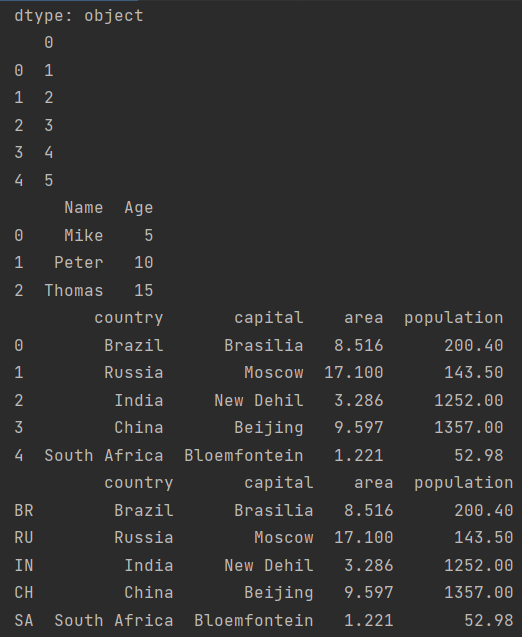 dtype: object
   0
0  1
1  2
2  3
3  4
4  5
     Name  Age
0    Mike    5
1   Peter   10
2  Thomas   15
        country       capital    area  population
0        Brazil      Brasilia   8.516      200.40
1        Russia        Moscow  17.100      143.50
2         India     New Dehil   3.286     1252.00
3         China       Beijing   9.597     1357.00
4  South Africa  Bloemfontein   1.221       52.98
         country       capital    area  population
BR        Brazil      Brasilia   8.516      200.40
RU        Russia        Moscow  17.100      143.50
IN         India     New Dehil   3.286     1252.00
CH         China       Beijing   9.597     1357.00
SA  South Africa  Bloemfontein   1.221       52.98